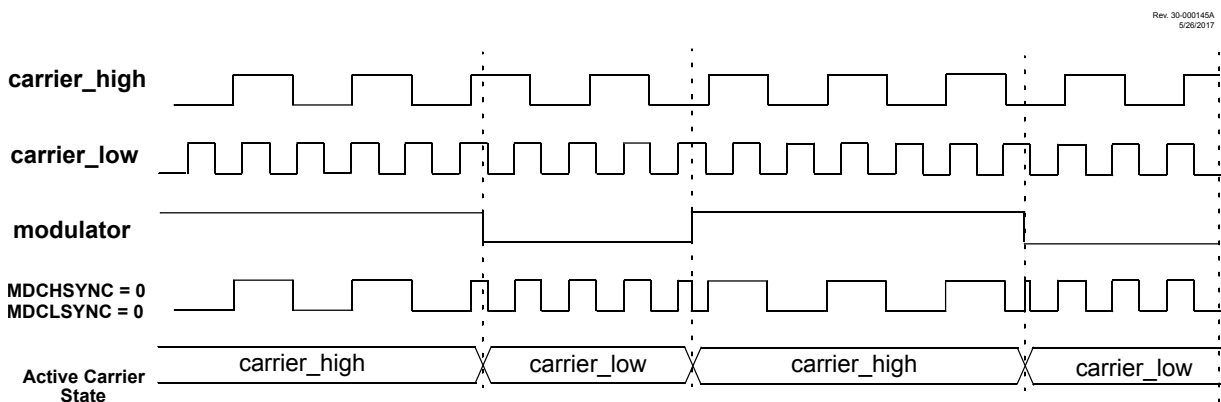 Rev. 30-000145A
5/26/2017
carrier_high
carrier_low
modulator
MDCHSYNC = 0
MDCLSYNC = 0
Active Carrier
State
carrier_high
carrier_low
carrier_high
carrier_low